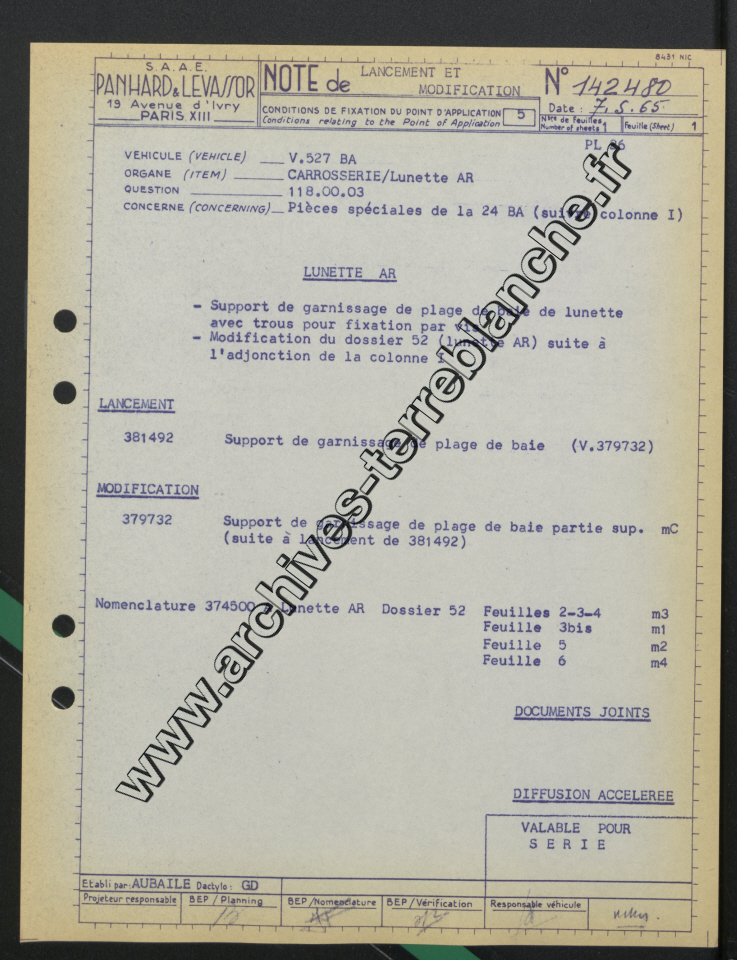 8431 NIC
S.A.A.E.
PANHARD & LEVASSOR
19 Avenue d'Ivry
PARIS XIII
NOTE de LANCEMENT ET
MODIFICATION
CONDITIONS DE FIXATION DU POINT D'APPLICATION 5
Conditions relating to the Point of Application
N° 142480
Date : 7.5.65
Nbre de feuilles
Number of sheets 1
Feuille (Sheet) 1
PL 86
VEHICULE (VEHICLE) V.527 BA
ORGANE (ITEM) CARROSSERIE/Lunette AR
QUESTION 118.00.03
CONCERNE (CONCERNING) Pièces spéciales de la 24 BA (suivre colonne I)
LUNETTE AR
- Support de garnissage de plage de baie de lunette
avec trous pour fixation par vis
- Modification du dossier 52 (lunette AR) suite à
l'adjonction de la colonne I
LANCEMENT
381492 Support de garnissage de plage de baie (V.379732)
MODIFICATION
379732 Support de garnissage de plage de baie partie sup. mC
(suite à lancement de 381492)
Nomenclature 374500 Lunette AR Dossier 52 Feuilles 2-3-4 m3
Feuille 3bis m1
Feuille 5 m2
Feuille 6 m4
DOCUMENTS JOINTS
DIFFUSION ACCELEREE
VALABLE POUR
SERIE
Etabli par: AUBAILE Dactylo: GD
Projeteur responsable
BEP / Planning
BEP / Nomenclature
BEP / Vérification
Responsable véhicule
www.archives-terreblanche.fr